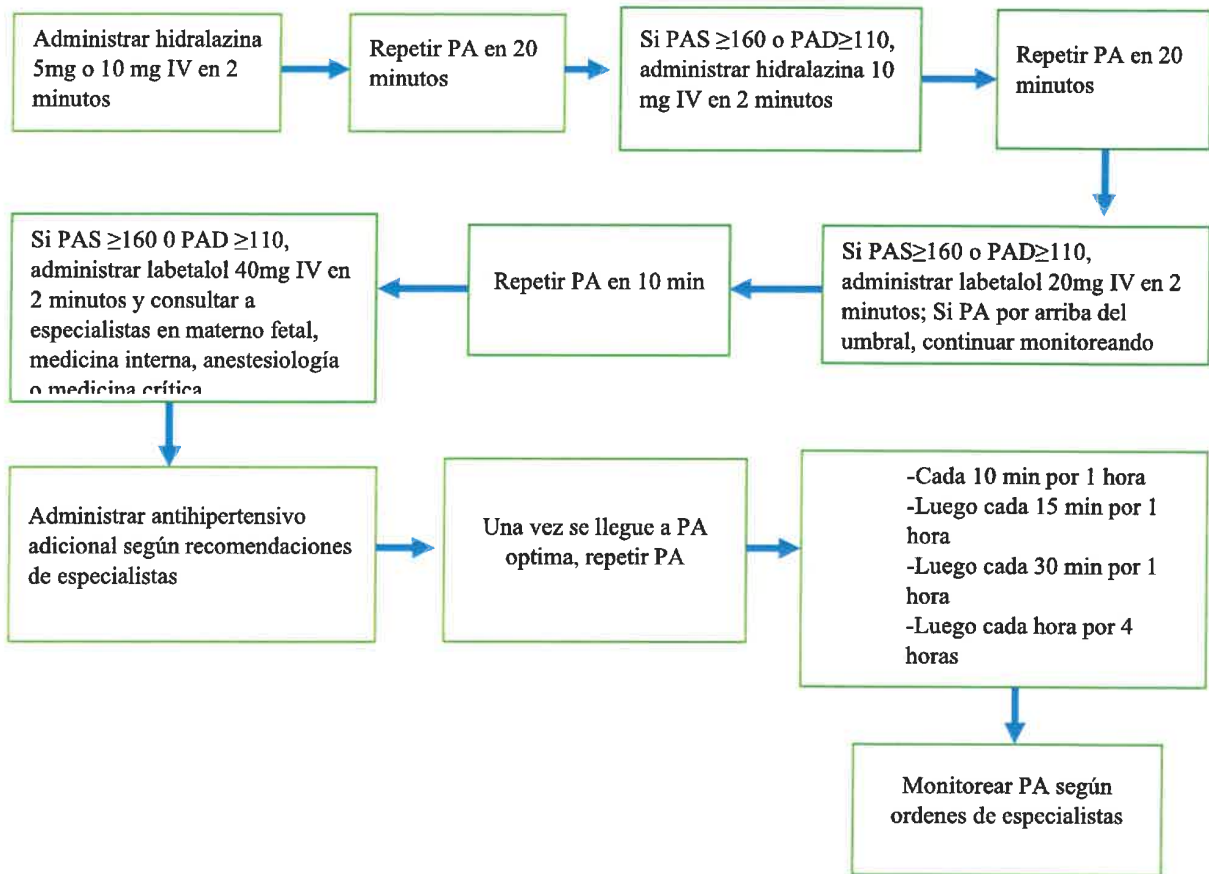 Administrar hidralazina
5mg o 10 mg IV en 2
minutos
Repetir PA en 20
minutos
Si PAS ≥160 o PAD≥110,
administrar hidralazina 10
mg IV en 2 minutos
Repetir PA en 20
minutos
Si PAS≥160 o PAD≥110,
administrar labetalol 20mg IV en 2
minutos; Si PA por arriba del
umbral, continuar monitoreando
Repetir PA en 10 min
Si PAS ≥160 0 PAD ≥110,
administrar labetalol 40mg IV en
2 minutos y consultar a
especialistas en materno fetal,
medicina interna, anestesiología
o medicina crítica
Administrar antihipertensivo
adicional según recomendaciones
de especialistas
Una vez se llegue a PA
optima, repetir PA
-Cada 10 min por 1 hora
-Luego cada 15 min por 1
hora
-Luego cada 30 min por 1
hora
-Luego cada hora por 4
horas
Monitorear PA según
ordenes de especialistas